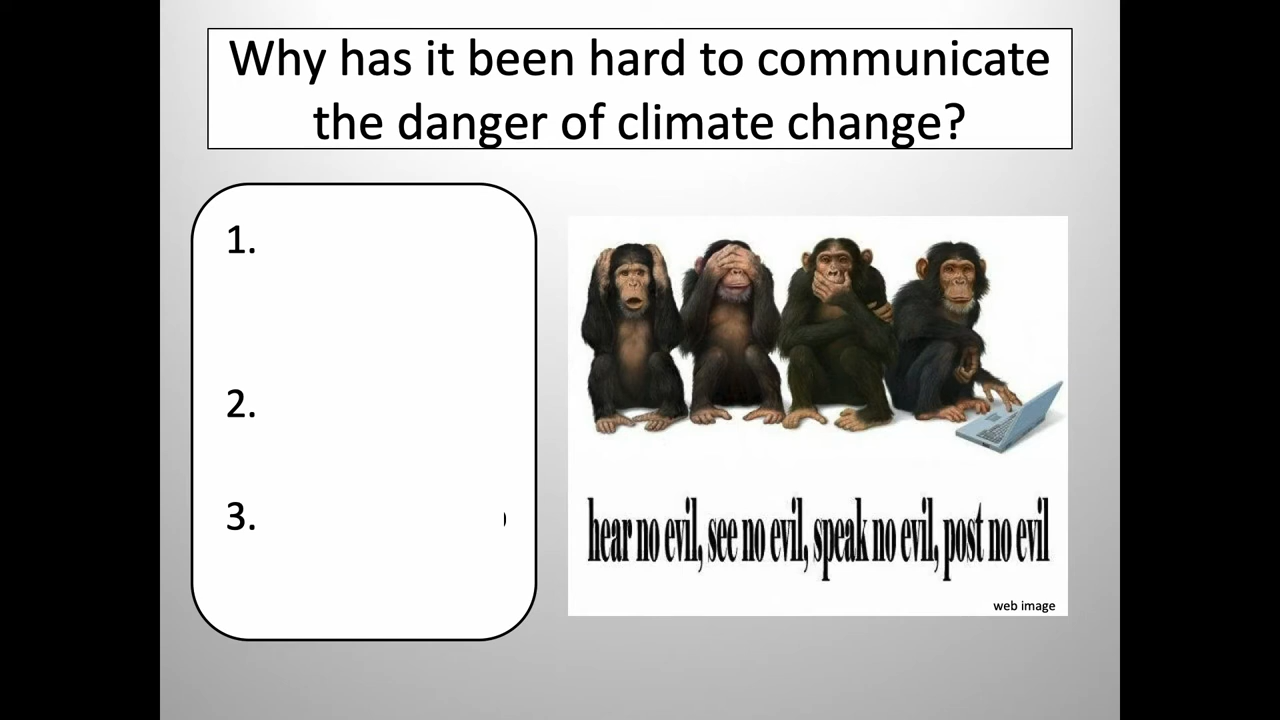 Why has it been hard to communicate
the danger of climate change?
1.
2.
3.
hear no evil, see no evil, speak no evil, post no evil
web image